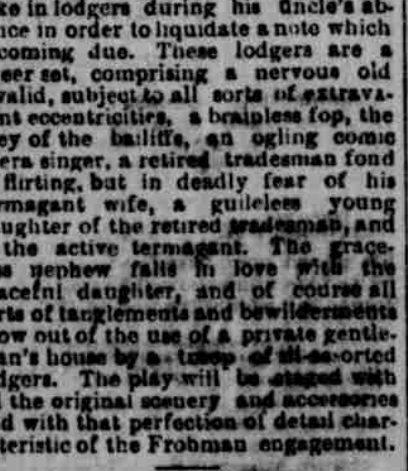 ke in lodgers during his uncle's ab-
nce in order to liquidate a note which
coming due. These lodgers are a
eer set, comprising a nervous old
valid, subject to all sorts of extrava-
nt eccentricities, a brainless fop, the
ey of the bailiffs, an ogling comic
era singer, a retired tradesman fond
flirting, but in deadly fear of his
rmagant wife, a guileless young
ughter of the retired tradesman, and
the active termagant. The grace-
ss nephew falls in love with the
acefnl daughter, and of course all
rts of tanglements and bewilderments
ow out of the use of a private gentle-
an's house by a troop of ill-assorted
dgers. The play will be staged with
l the original scenery and accessories
d with that perfection of detail char-
teristic of the Frohman engagement.